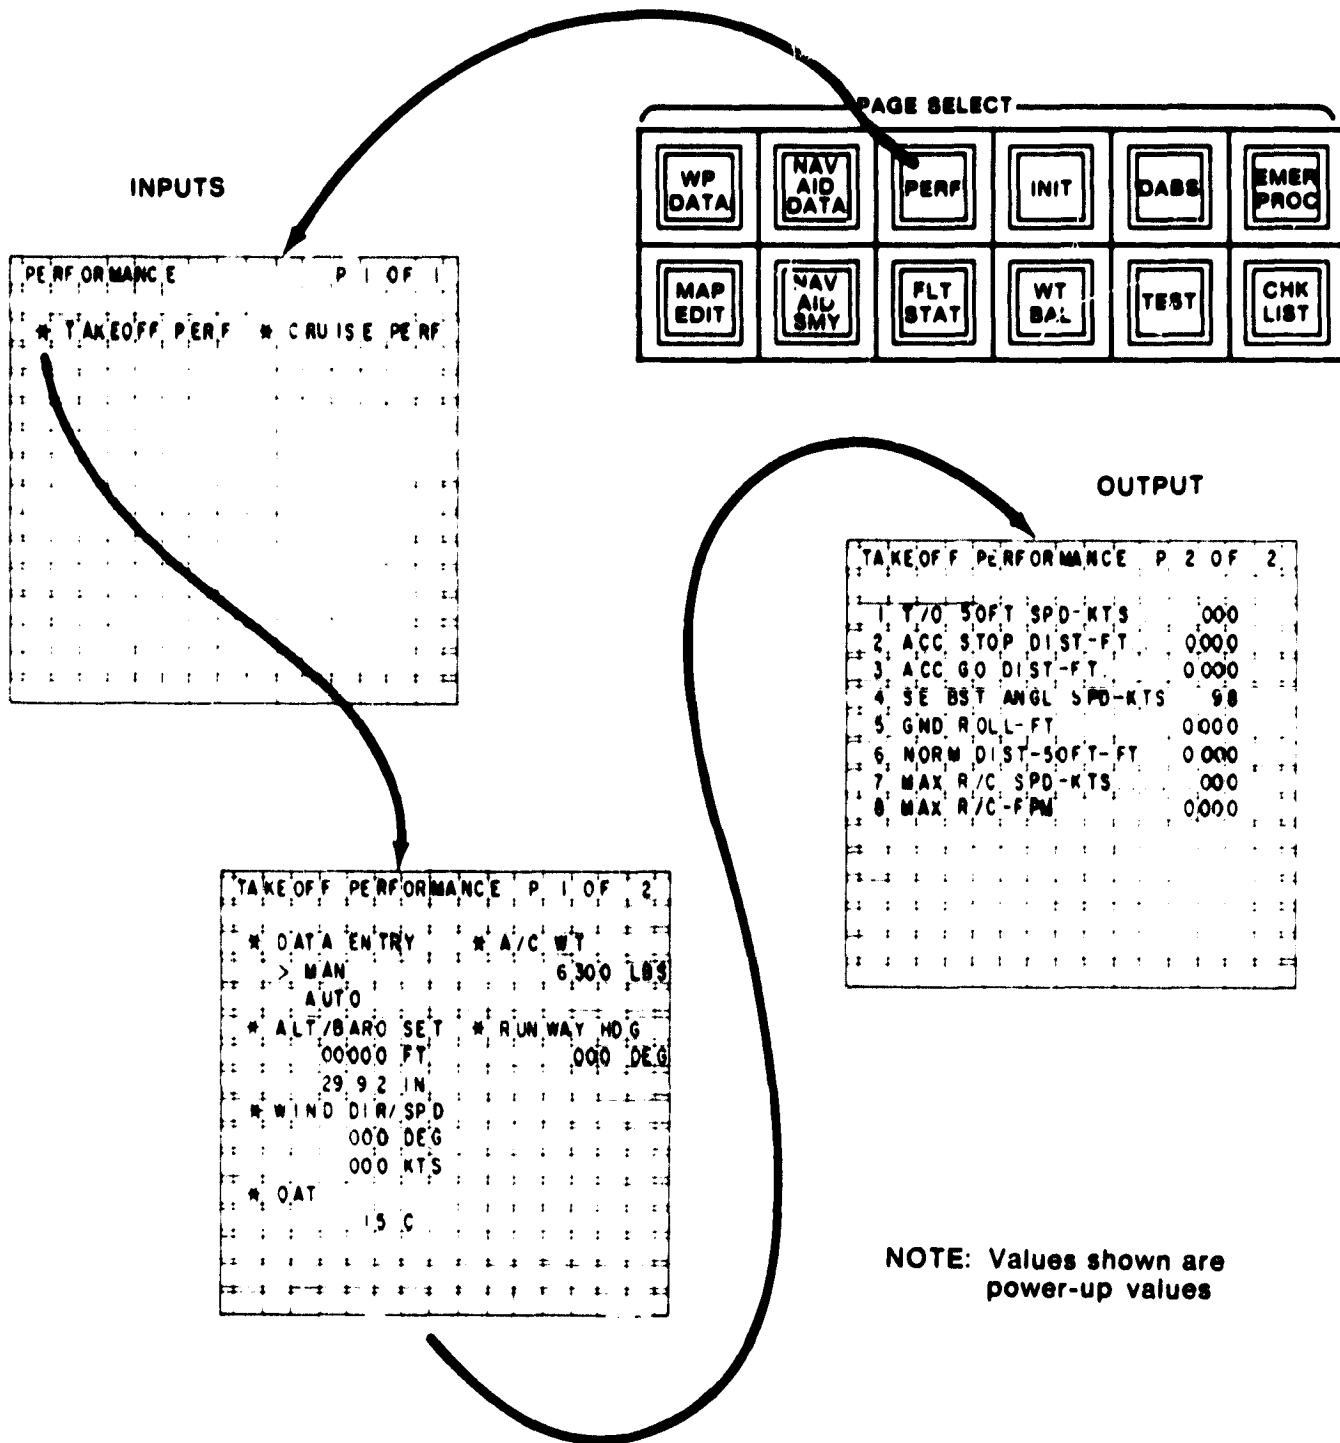 PAGE SELECT
WP DATA
NAV AID DATA
PERF
INIT
DABS
EMER PROC
MAP EDIT
NAV AID SMY
FLT STAT
WT BAL
TEST
CHK LIST
INPUTS
PERFORMANCE P 1 OF 1
* TAKEOFF PERF * CRUISE PERF
OUTPUT
TAKEOFF PERFORMANCE P 2 OF 2
1 T/O 50FT SPD-KTS 000
2 ACC STOP DIST-FT 0000
3 ACC GO DIST-FT 0000
4 SE BST ANGL SPD-KTS 98
5 GND ROLL-FT 0000
6 NORM DIST-50FT-FT 0000
7 MAX R/C SPD-KTS 000
8 MAX R/C-FPM 0000
TAKEOFF PERFORMANCE P 1 OF 2
* DATA ENTRY * A/C WT
> MAN 6300 LBS
AUTO
* ALT/BARO SET * RUNWAY HDG
00000 FT 000 DEG
29 92 IN
* WIND DIR/SPD
000 DEG
000 KTS
* OAT
15 C
NOTE: Values shown are
power-up values